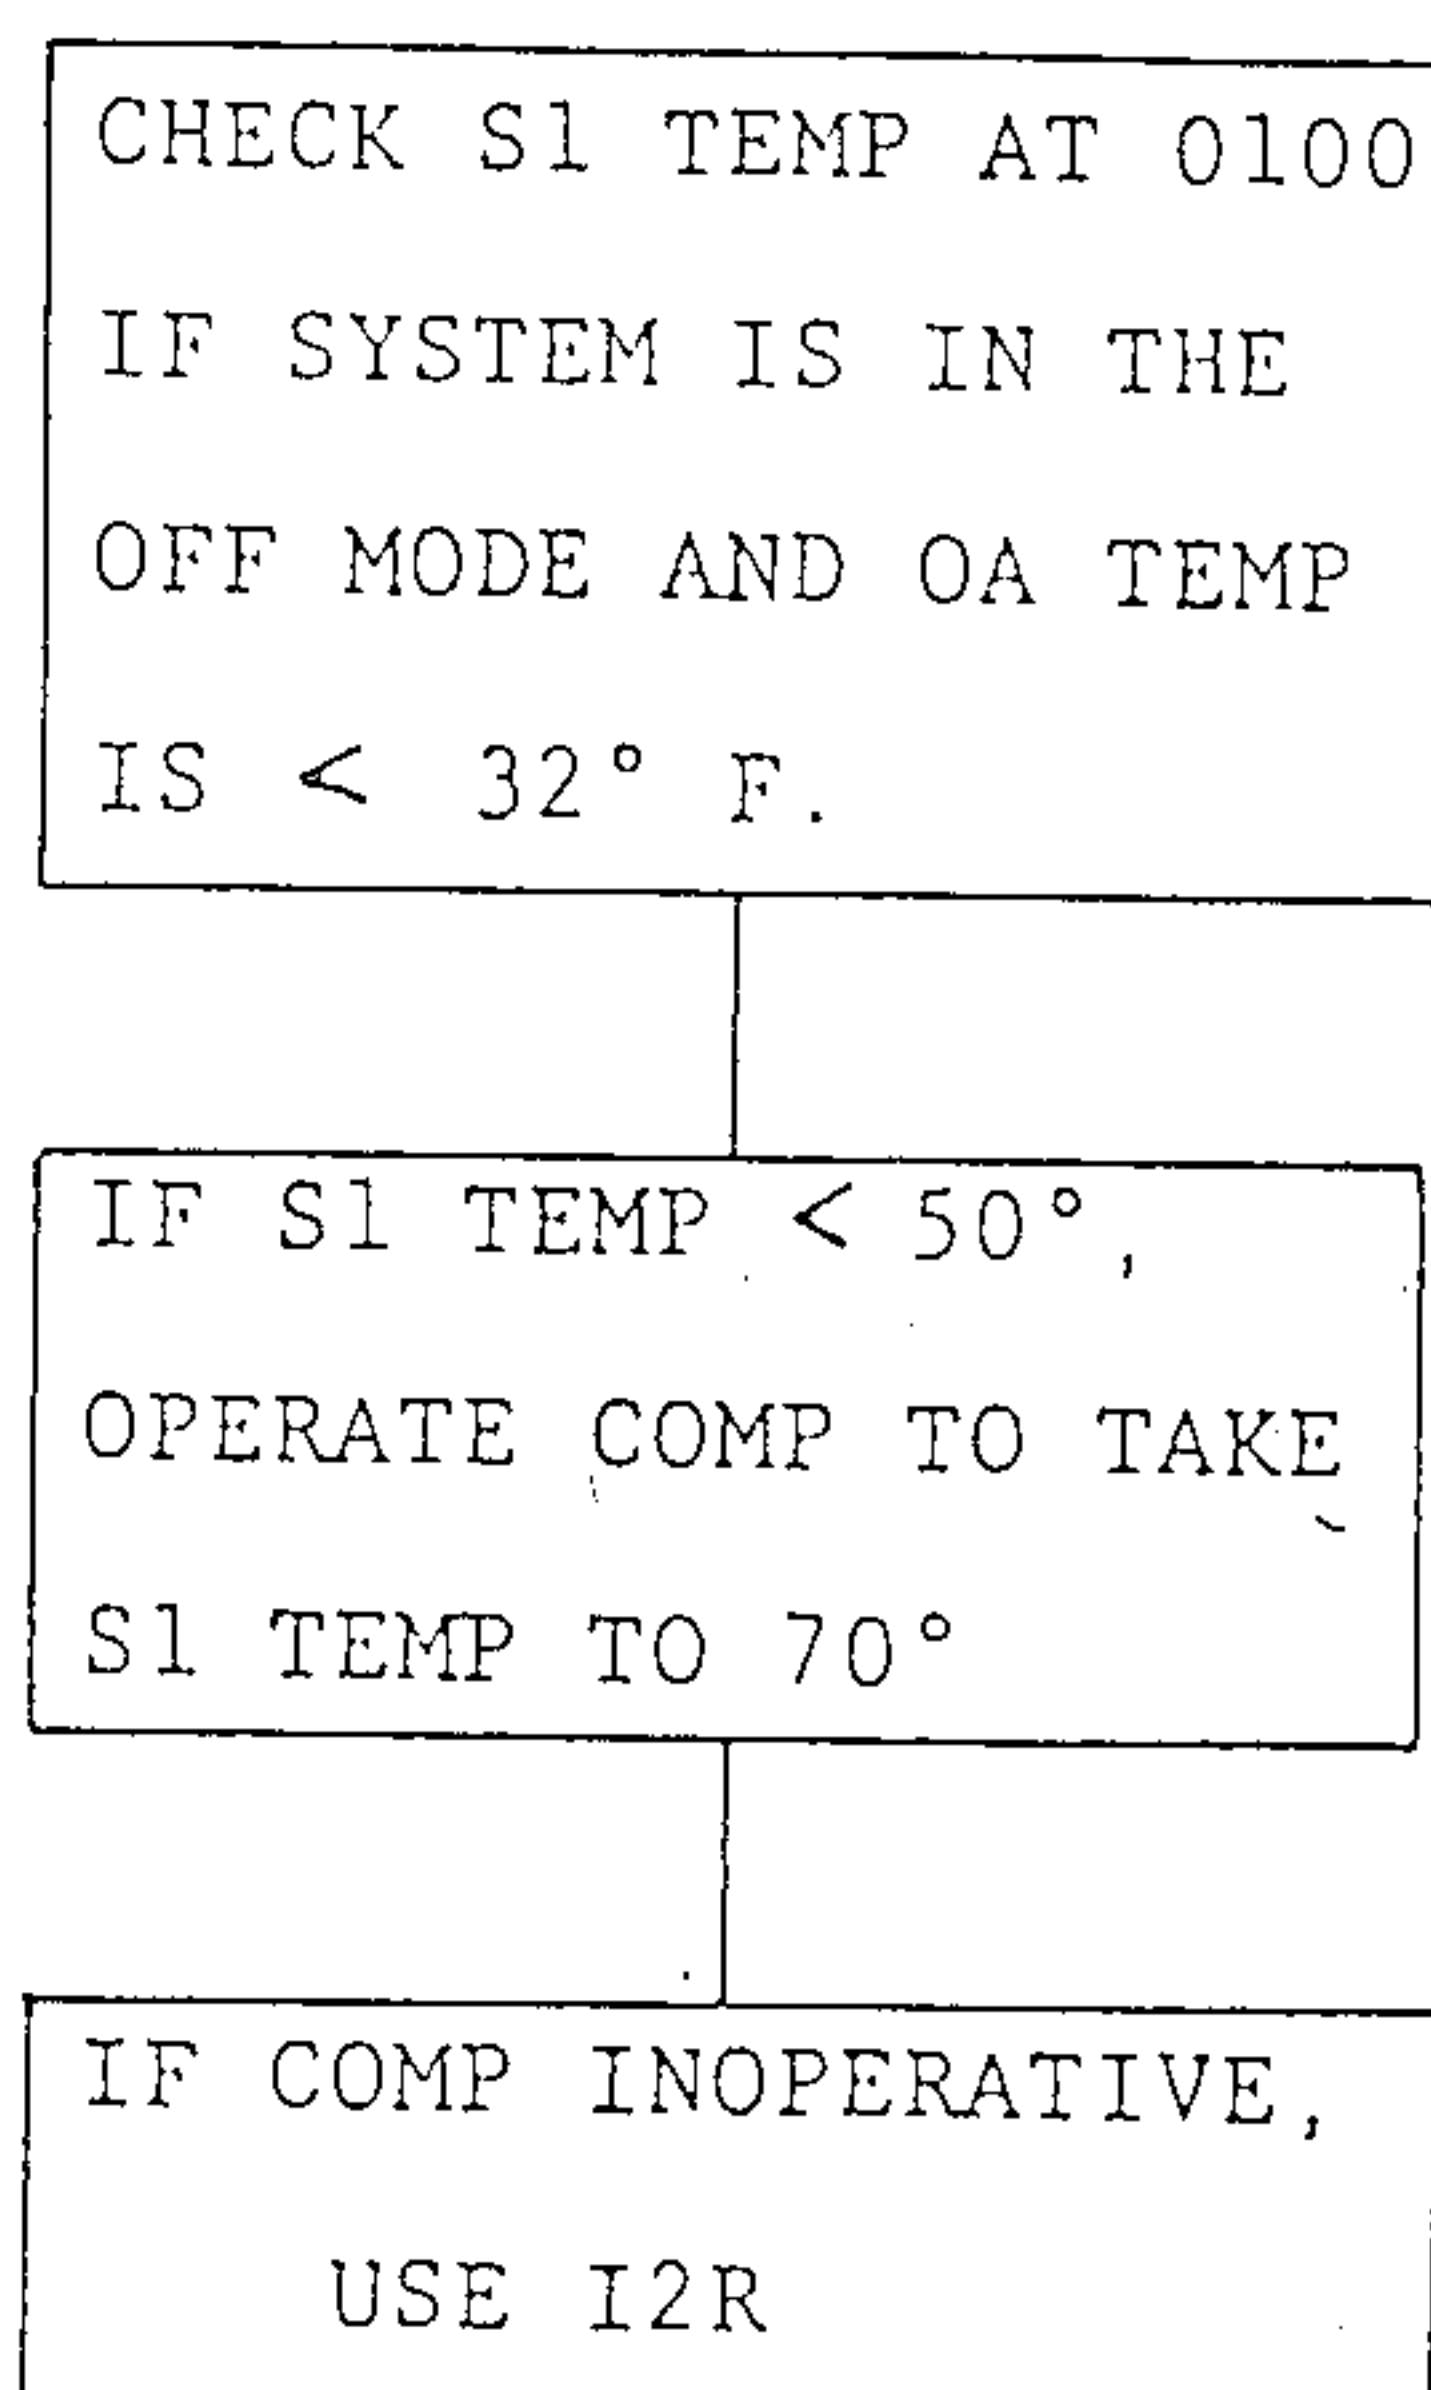 CHECK S1 TEMP AT 0100
IF SYSTEM IS IN THE
OFF MODE AND OA TEMP
IS < 32° F.
IF S1 TEMP < 50°,
OPERATE COMP TO TAKE
S1 TEMP TO 70°
IF COMP INOPERATIVE,
USE I2R